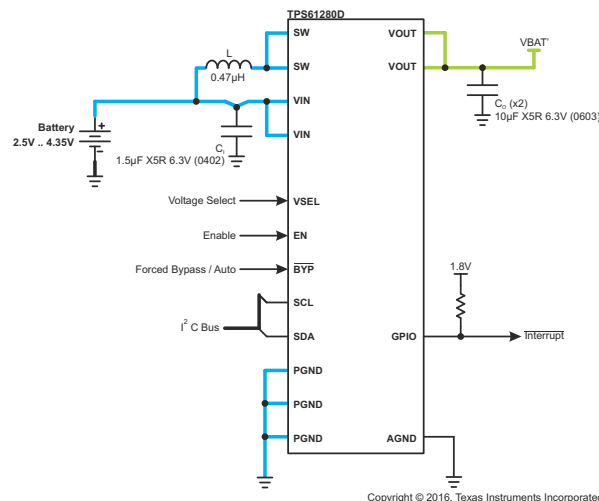 TPS61280D
SW
VOUT
VBAT'
L
SW
VOUT
0.47µH
Cₒ (x2)
10µF X5R 6.3V (0603)
VIN
Battery
2.5V .. 4.35V
+
-
VIN
Cᵢ
1.5µF X5R 6.3V (0402)
Voltage Select
VSEL
Enable
EN
Forced Bypass / Auto
BYP
1.8V
SCL
I² C Bus
SDA
GPIO
Interrupt
PGND
PGND
PGND
AGND
Copyright © 2016, Texas Instruments Incorporated